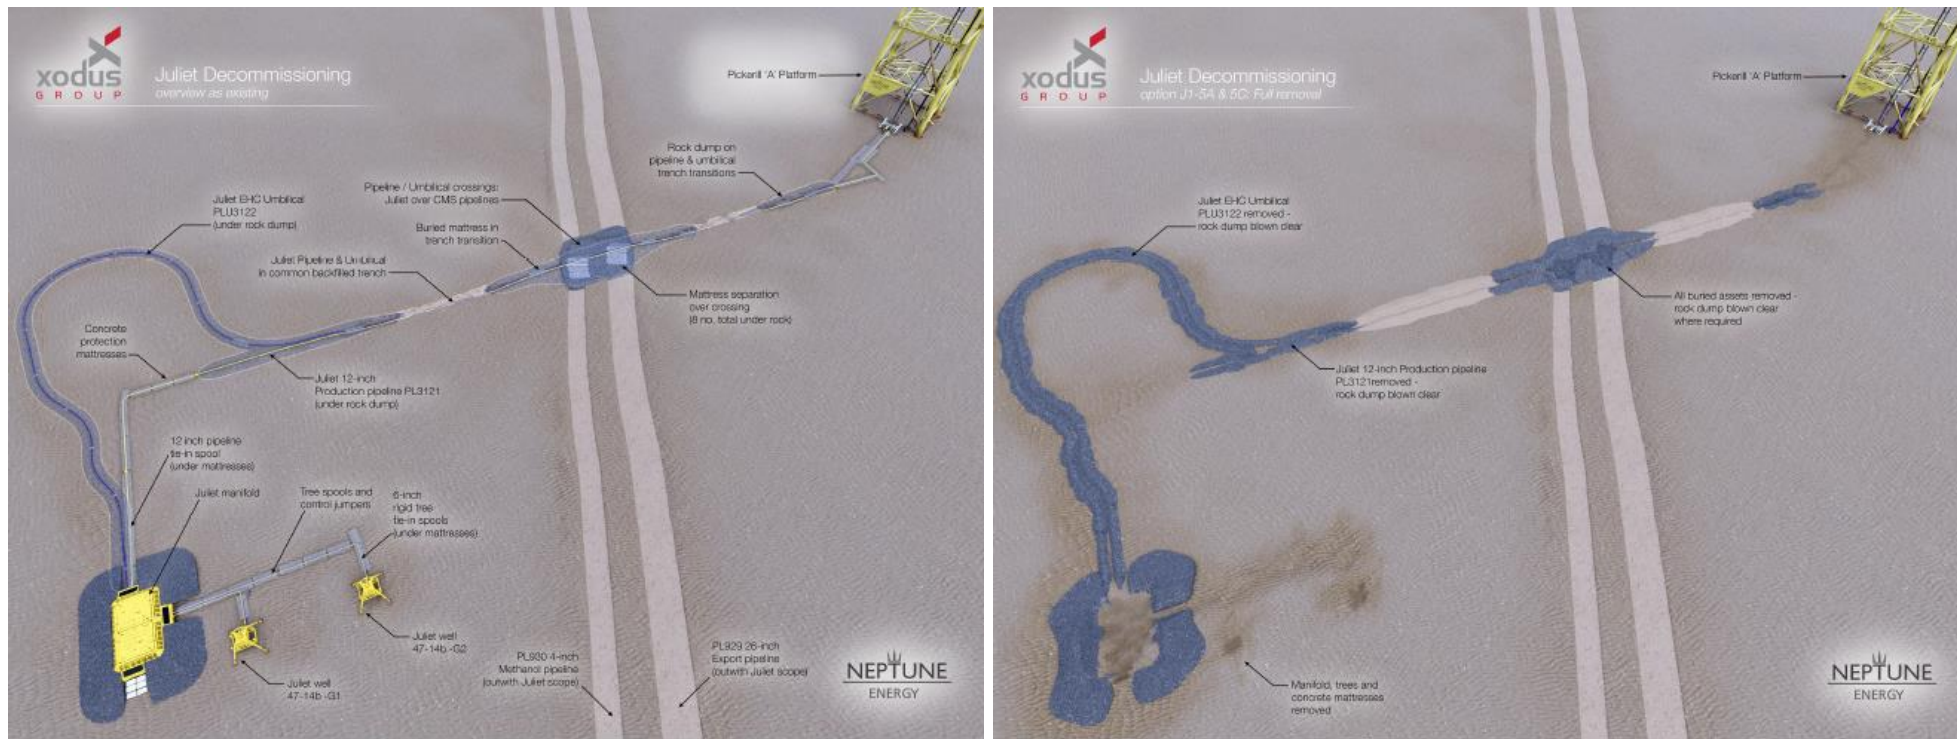 xodus
GROUP
Juliet Decommissioning
overview as existing
Pickerill 'A' Platform
Rock dump on
pipeline & umbilical
trench transitions
Pipeline / Umbilical crossings:
Juliet over CMS pipelines
Juliet EHC Umbilical
PLU3122
(under rock dump)
Buried mattress in
trench transition
Juliet Pipeline & Umbilical
in common backfilled trench
Mattress separation
over crossing
(8 no. total under rock)
Concrete
protection
mattresses
Juliet 12-inch
Production pipeline PL3121
(under rock dump)
12 inch pipeline
tie-in spool
(under mattresses)
Juliet manifold
Tree spools and
control jumpers
6-inch
rigid tree
tie-in spools
(under mattresses)
Juliet well
47-14b -G2
Juliet well
47-14b -G1
PL930 4-inch
Methanol pipeline
(outwith Juliet scope)
PL929 26-inch
Export pipeline
(outwith Juliet scope)
NEPTUNE
ENERGY
xodus
GROUP
Juliet Decommissioning
option J1-5A & 5C: Full removal
Pickerill 'A' Platform
Juliet EHC Umbilical
PLU3122 removed -
rock dump blown clear
All buried assets removed -
rock dump blown clear
where required
Juliet 12-inch Production pipeline
PL3121removed -
rock dump blown clear
Manifold, trees and
concrete mattresses
removed
NEPTUNE
ENERGY